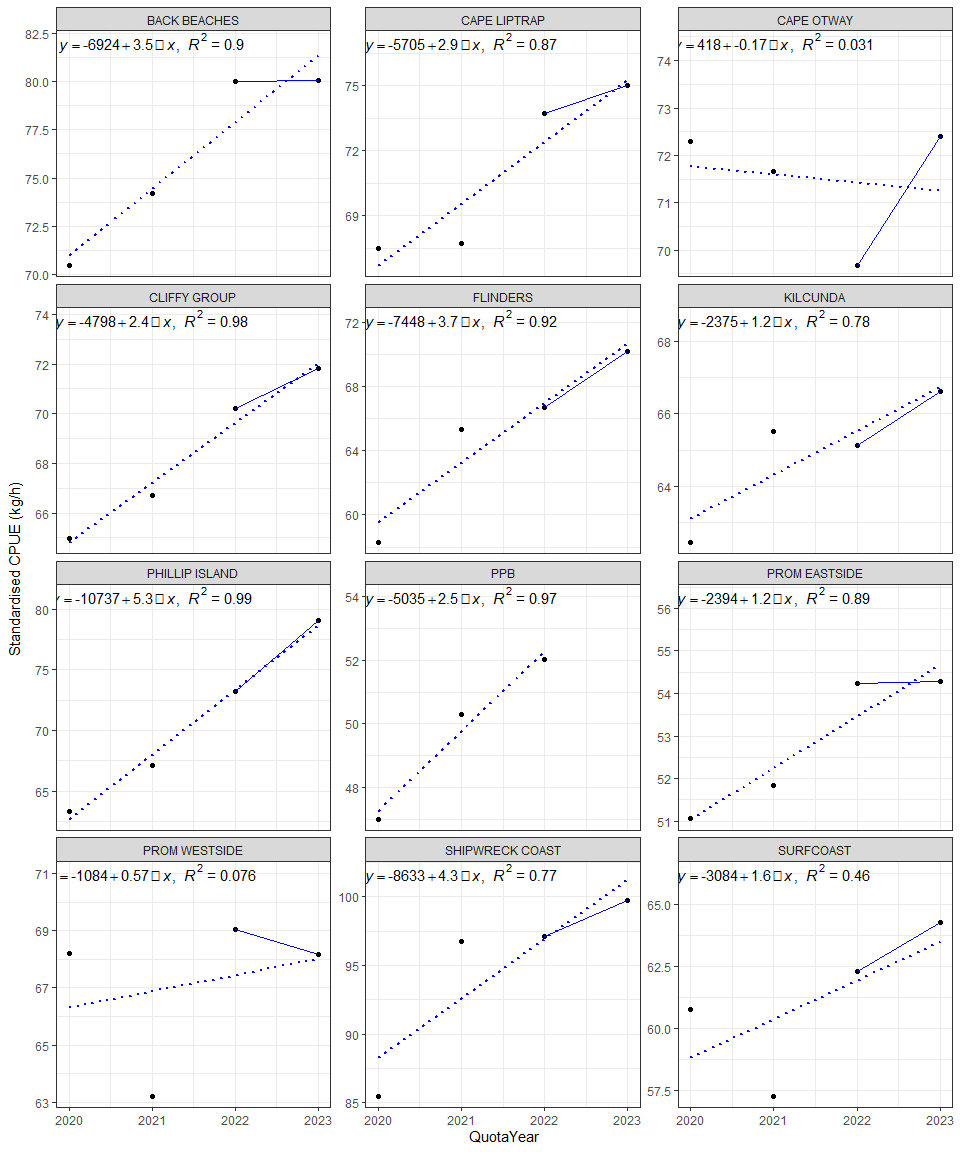 BACK BEACHES CAPE LIPTRAP CAPE OTWAY
y = -6924 + 3.5 □ x, R² = 0.9
y = -5705 + 2.9 □ x, R² = 0.87
y = 418 + -0.17 □ x, R² = 0.031
82.5
80.0
77.5
75.0
72.5
70.0
75
72
69
74
73
72
71
70
CLIFFY GROUP FLINDERS KILCUNDA
y = -4798 + 2.4 □ x, R² = 0.98
y = -7448 + 3.7 □ x, R² = 0.92
y = -2375 + 1.2 □ x, R² = 0.78
74
72
70
68
66
72
68
64
60
68
66
64
Standardised CPUE (kg/h)
PHILLIP ISLAND PPB PROM EASTSIDE
y = -10737 + 5.3 □ x, R² = 0.99
y = -5035 + 2.5 □ x, R² = 0.97
y = -2394 + 1.2 □ x, R² = 0.89
80
75
70
65
54
52
50
48
56
55
54
53
52
51
PROM WESTSIDE SHIPWRECK COAST SURFCOAST
= -1084 + 0.57 □ x, R² = 0.076
y = -8633 + 4.3 □ x, R² = 0.77
y = -3084 + 1.6 □ x, R² = 0.46
71
69
67
65
63
100
95
90
85
65.0
62.5
60.0
57.5
2020 2021 2022 2023 2020 2021 2022 2023 2020 2021 2022 2023
QuotaYear